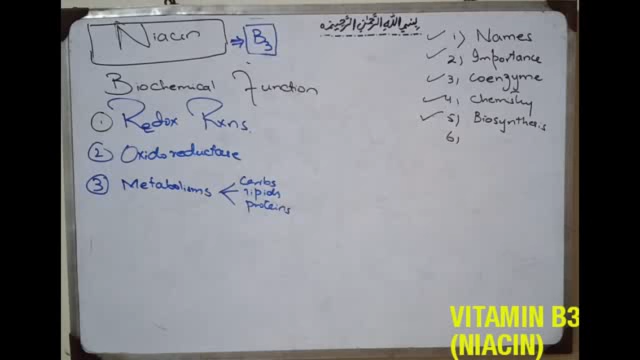 Niacin ⇒ B3
بسم الله الرحمن الرحيم
Biochemical Function
① Redox Rxns.
② Oxidoreductase
③ Metabolisms < Carbs
lipids
proteins
✓ 1) Names
✓ 2) Importance
✓ 3) Coenzyme
✓ 4) Chemistry
✓ 5) Biosynthesis
6)
VITAMIN B3
(NIACIN)